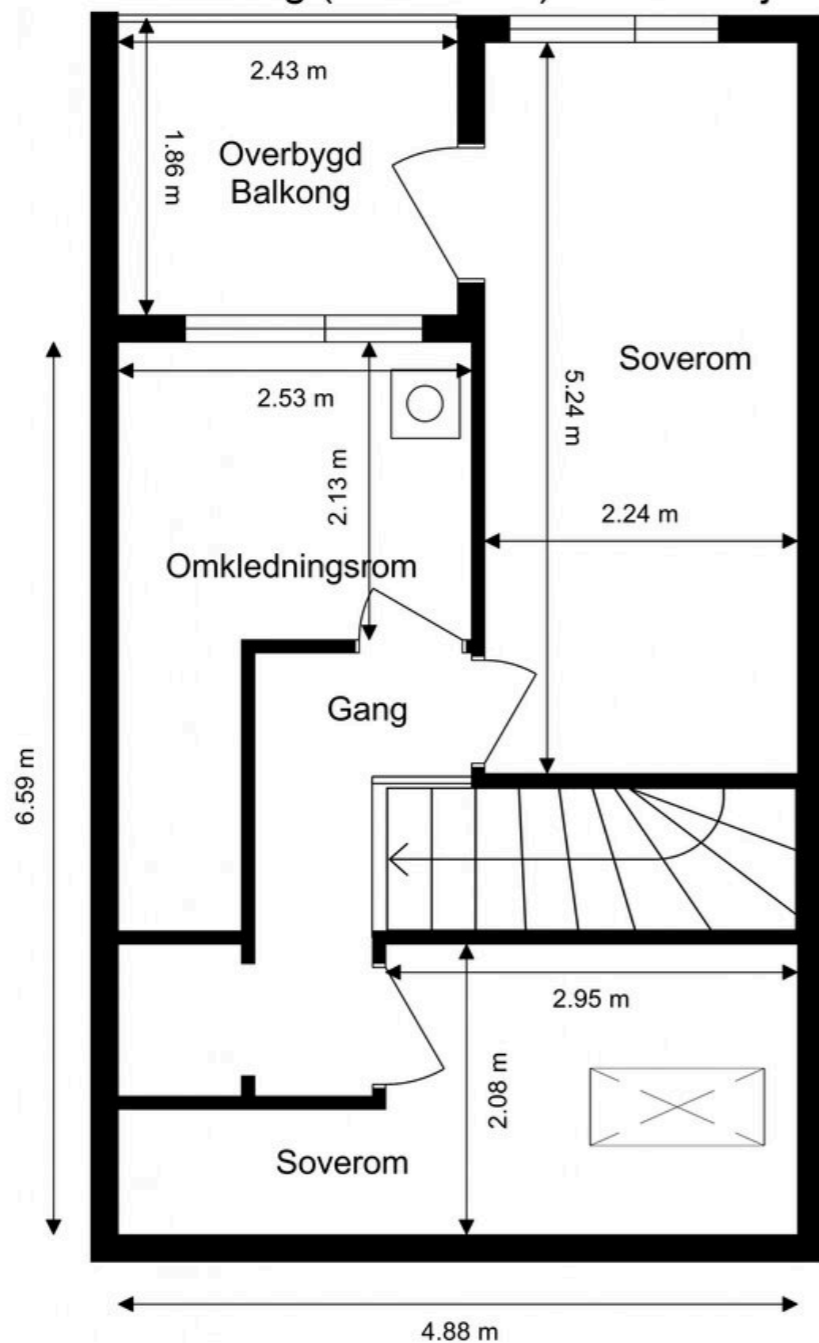 2.43 m
1.86 m
Overbygd
Balkong
Soverom
5.24 m
2.53 m
2.13 m
2.24 m
Omkledningsrom
Gang
6.59 m
2.95 m
2.08 m
Soverom
4.88 m